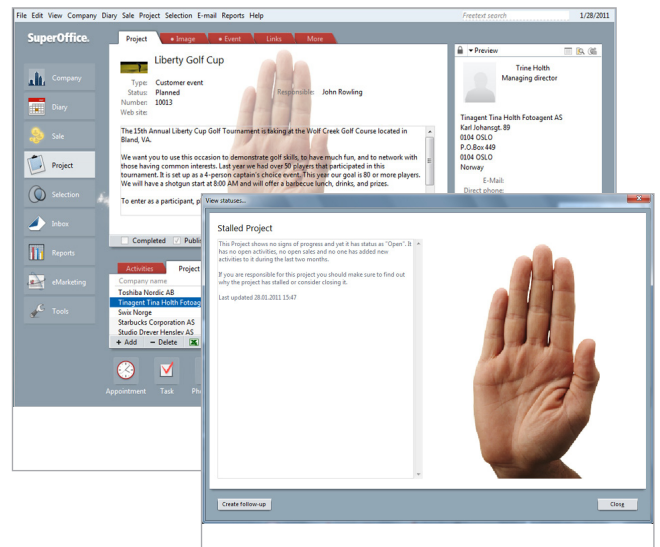 File Edit View Company Diary Sale Project Selection E-mail Reports Help
Freetext search
1/28/2011
SuperOffice.
Company
Diary
Sale
Project
Selection
Inbox
Reports
eMarketing
Tools
Project • Image • Event Links More
Liberty Golf Cup
Type: Customer event
Status: Planned
Responsible: John Rowling
Number: 10013
Web site:
The 15th Annual Liberty Cup Golf Tournament is taking at the Wolf Creek Golf Course located in
Bland, VA.
We want you to use this occasion to demonstrate golf skills, to have much fun, and to network with
those having common interests. Last year we had over 50 players that participated in this
tournament. It is set up as a 4-person captain's choice event. This year our goal is 80 or more players.
We will have a shotgun start at 8:00 AM and will offer a barbecue lunch, drinks, and prizes.
To enter as a participant, p
Completed Publi
Activities Project
Company name
Toshiba Nordic AB
Tinagent Tina Holth Fotoag
Swix Norge
Starbucks Corporation AS
Studio Drever Henslev AS
+ Add − Delete
Appointment Task Ph
Preview
Trine Holth
Managing director
Tinagent Tina Holth Fotoagent AS
Karl Johansgt. 89
0104 OSLO
P.O.Box 449
0104 OSLO
Norway
E-Mail:
Direct phone:
View statuses...
Stalled Project
This Project shows no signs of progress and yet it has status as "Open". It
has no open activities, no open sales and no one has added new
activities to it during the last two months.
If you are responsible for this project you should make sure to find out
why the project has stalled or consider closing it.
Last updated 28.01.2011 15:47
Create follow-up
Close